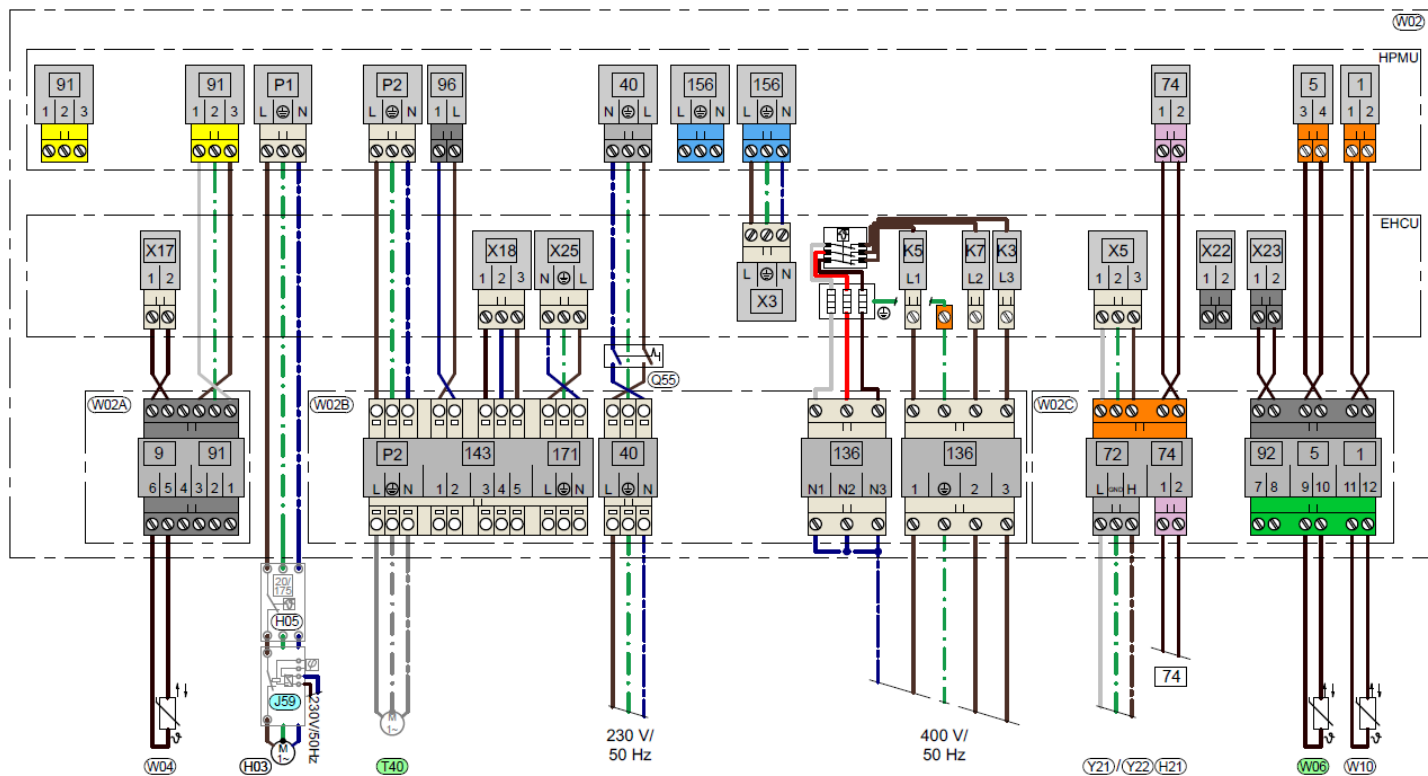 W02
HPMU
91 91 P1 P2 96 40 156 156 74 5 1
1 2 3 1 2 3 L N L N 1 L N L L N L N 1 2 3 4 1 2
EHCU
X17 X18 X25 K5 K7 K3 X5 X22 X23
1 2 1 2 3 N L L N L1 L2 L3 1 2 3 1 2 1 2
X3
Q55
W02A W02B W02C
9 91 P2 143 171 40 136 136 72 74 92 5 1
6 5 4 3 2 1 L N 1 2 3 4 5 L N L N N1 N2 N3 1 2 3 L GND H 1 2 7 8 9 10 11 12
20/
175
H05
φ
J59
230V/50Hz
74
M
1~
M
1~
ϑ ϑ ϑ
230 V/
50 Hz
400 V/
50 Hz
W04 H03 T40 Y21 / Y22 H21 W06 W10